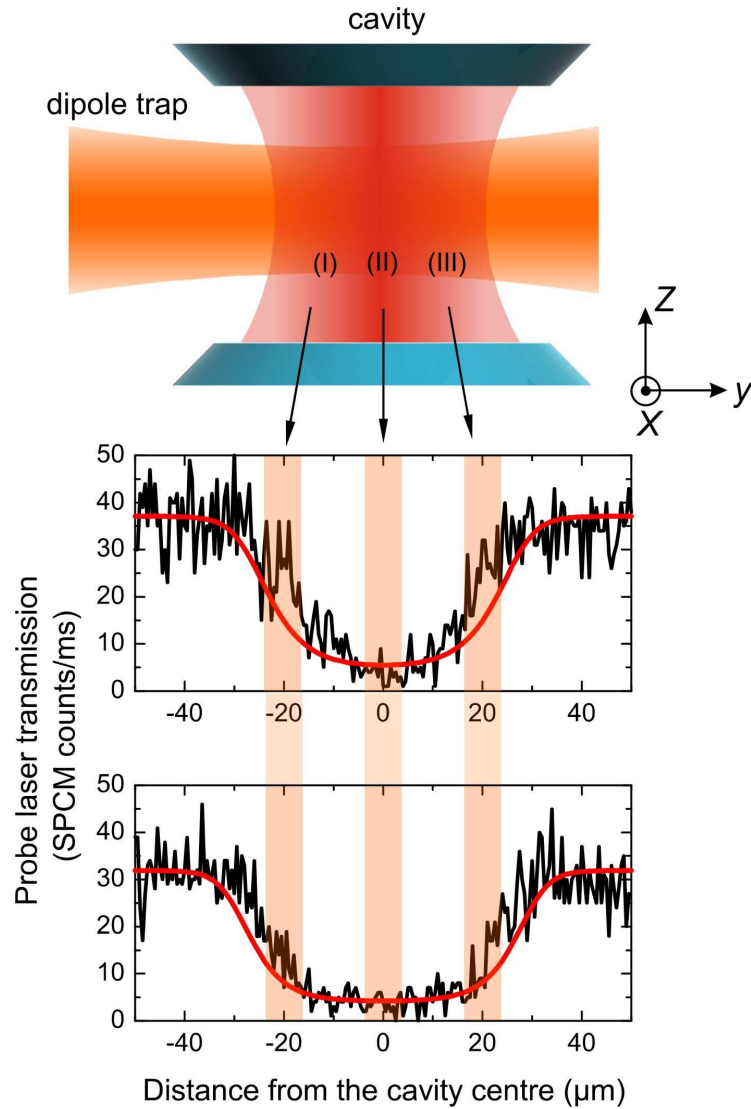 cavity
dipole trap
(I) (II) (III)
Z
y
X
Probe laser transmission
(SPCM counts/ms)
50
40
30
20
10
0
-40 -20 0 20 40
50
40
30
20
10
0
-40 -20 0 20 40
Distance from the cavity centre (µm)